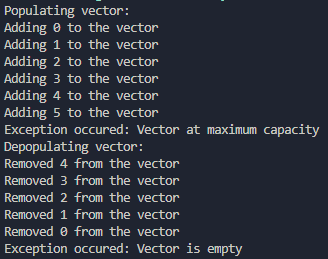 Populating vector:
Adding 0 to the vector
Adding 1 to the vector
Adding 2 to the vector
Adding 3 to the vector
Adding 4 to the vector
Adding 5 to the vector
Exception occured: Vector at maximum capacity
Depopulating vector:
Removed 4 from the vector
Removed 3 from the vector
Removed 2 from the vector
Removed 1 from the vector
Removed 0 from the vector
Exception occured: Vector is empty